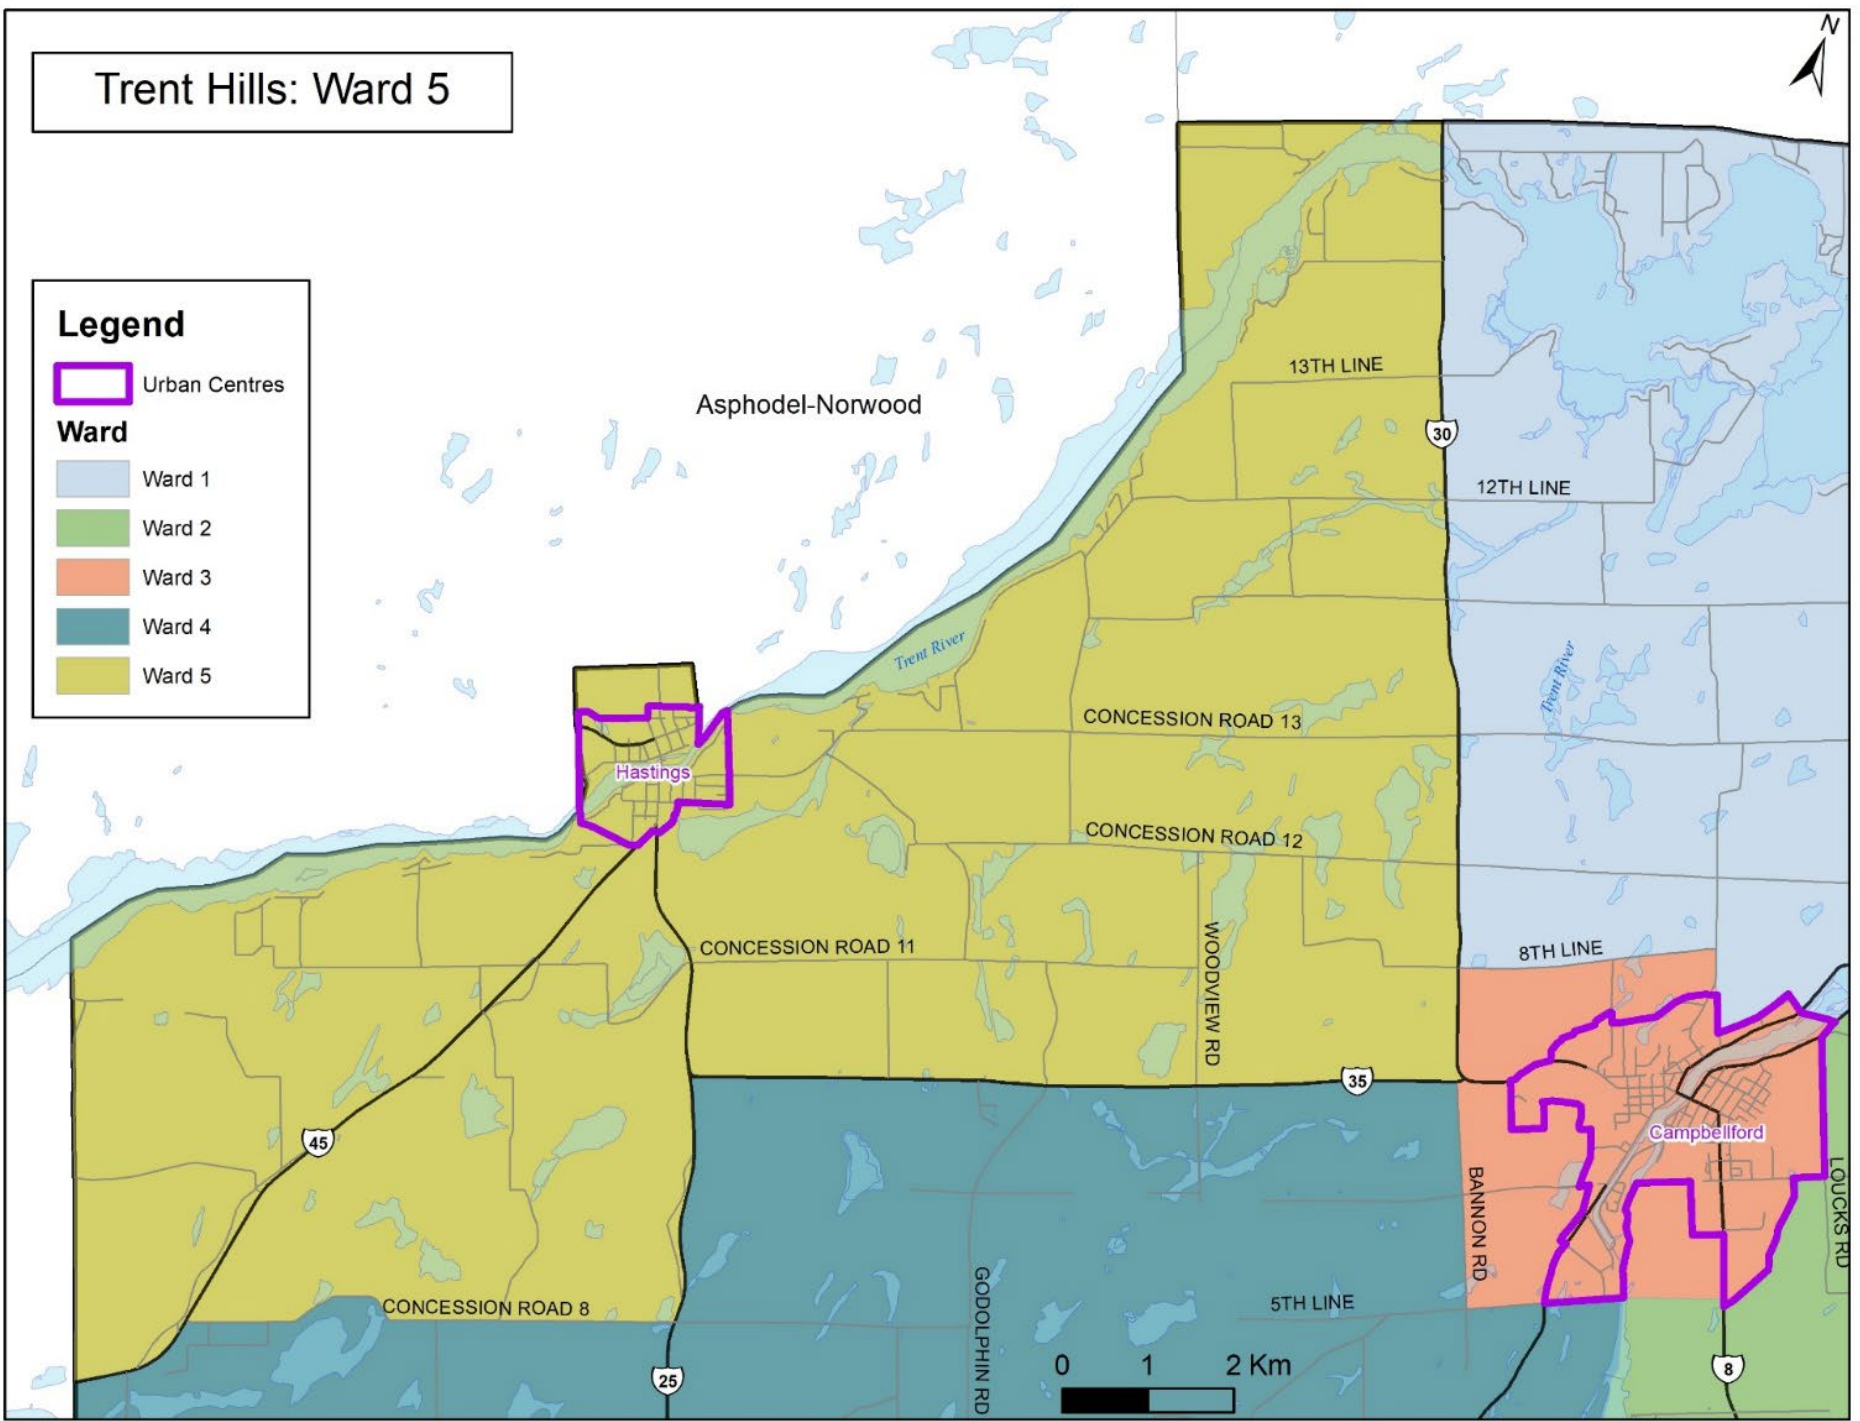 N
Trent Hills: Ward 5
Legend
Urban Centres
Ward
Ward 1
Ward 2
Ward 3
Ward 4
Ward 5
Asphodel-Norwood
13TH LINE
30
12TH LINE
Trent River
Trent River
CONCESSION ROAD 13
Hastings
CONCESSION ROAD 12
CONCESSION ROAD 11
WOODVIEW RD
8TH LINE
35
45
Campbellford
BANNON RD
LOUCKS RD
CONCESSION ROAD 8
GODOLPHIN RD
5TH LINE
25
0 1 2 Km
8